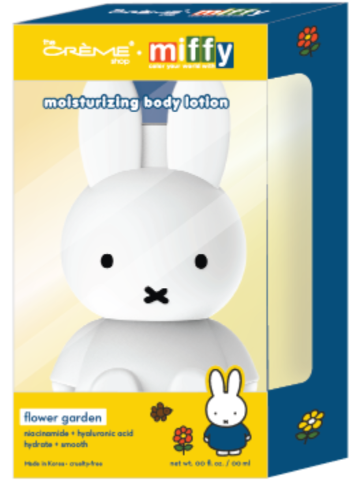 the CRÈME shop • miffy
color your world with
moisturizing body lotion
flower garden
niacinamide + hyaluronic acid
hydrate + smooth
Made in Korea • cruelty-free
net wt. 00 fl. oz. / 00 ml